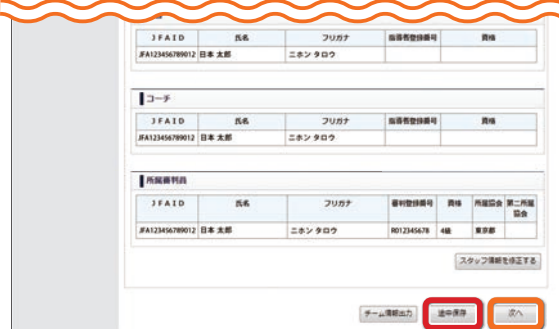 JFAID 氏名 フリガナ 指導者登録番号 資格
JFA123456789012 日本 太郎 ニホン タロウ
コーチ
JFAID 氏名 フリガナ 指導者登録番号 資格
JFA123456789012 日本 太郎 ニホン タロウ
所属審判員
JFAID 氏名 フリガナ 審判登録番号 資格 所属協会 第二所属
協会
JFA123456789012 日本 太郎 ニホン タロウ R012345678 4級 東京都
スタッフ情報を修正する
チーム情報出力 途中保存 次へ